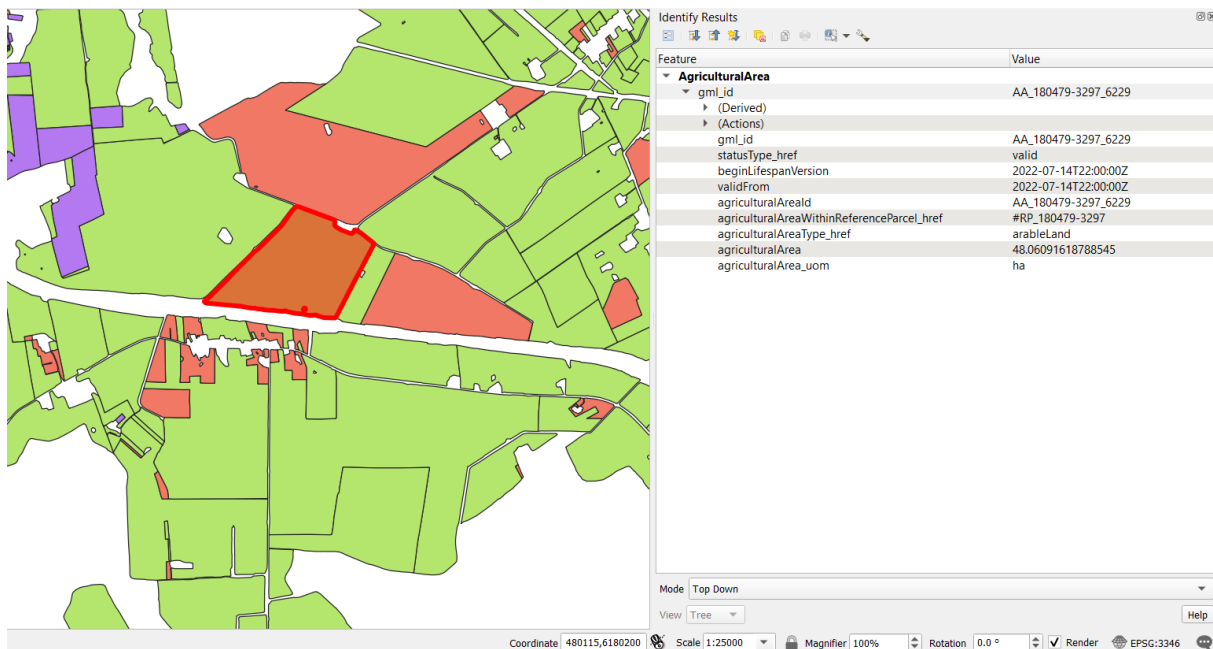 Identify Results
Feature Value
AgriculturalArea
gml_id AA_180479-3297_6229
(Derived)
(Actions)
gml_id AA_180479-3297_6229
statusType_href valid
beginLifespanVersion 2022-07-14T22:00:00Z
validFrom 2022-07-14T22:00:00Z
agriculturalAreaId AA_180479-3297_6229
agriculturalAreaWithinReferenceParcel_href #RP_180479-3297
agriculturalAreaType_href arableLand
agriculturalArea 48.06091618788545
agriculturalArea_uom ha
Mode Top Down
View Tree Help
Coordinate 480115,6180200 Scale 1:25000 Magnifier 100% Rotation 0.0 ° Render EPSG:3346